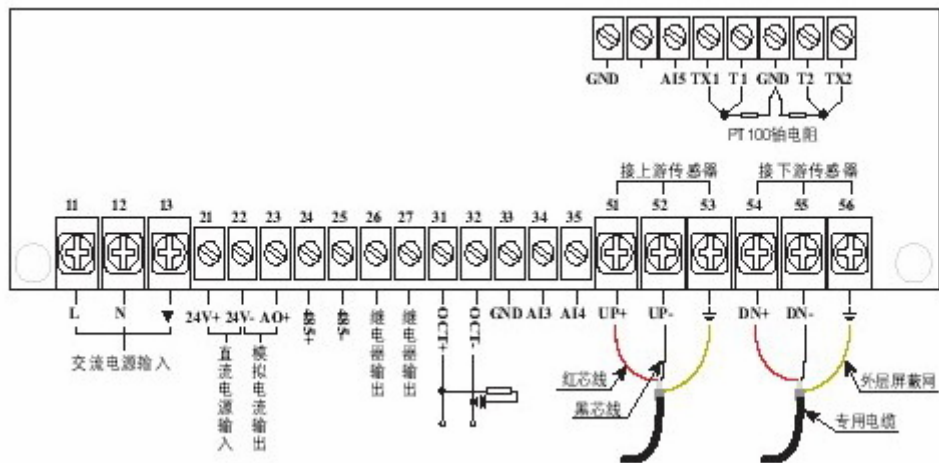 GND AI5 TX1 T1 GND T2 TX2
PT100铂电阻
接上游传感器 接下游传感器
11 12 13 21 22 23 24 25 26 27 31 32 33 34 35 51 52 53 54 55 56
L N 24V+ 24V- AO+ 485+ 485- 继电器输出 继电器输出 OCT+ OCT- GND AI3 AI4 UP+ UP- DN+ DN-
交流电源输入
直流电源输入
模拟电流输出
红芯线
黑芯线
外层屏蔽网
专用电缆